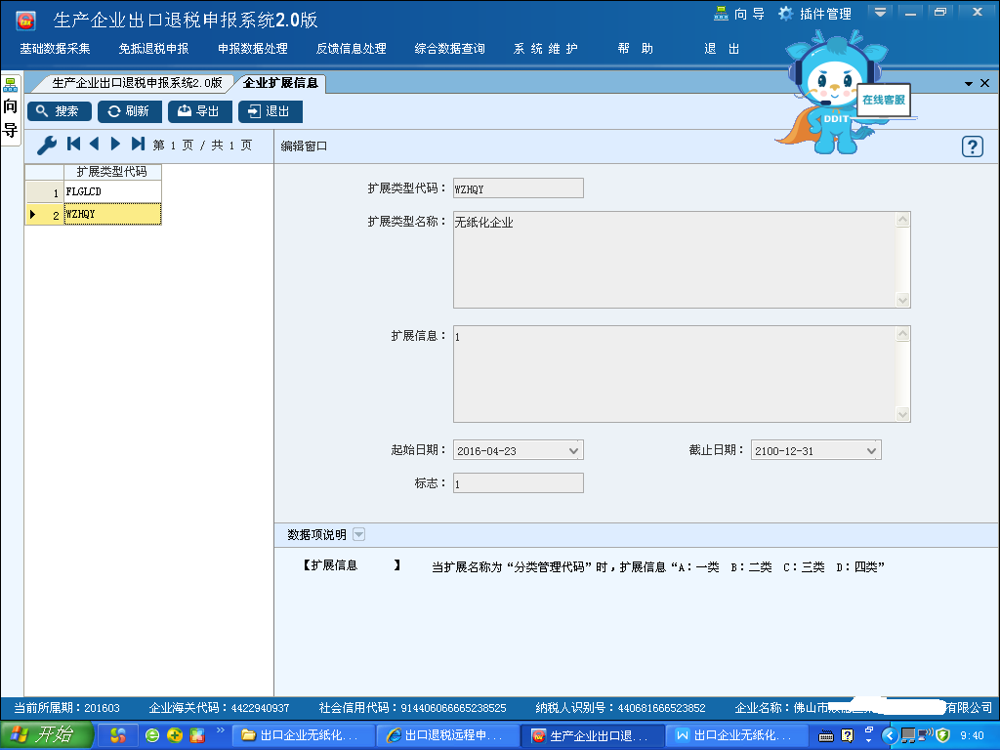 生产企业出口退税申报系统2.0版
向 导 插件管理
基础数据采集 免抵退税申报 申报数据处理 反馈信息处理 综合数据查询 系 统 维 护 帮 助 退 出
生产企业出口退税申报系统2.0版 企业扩展信息
向导
搜索 刷新 导出 退出
在线客服
DDIT
第 1 页 / 共 1 页 编辑窗口 ?
扩展类型代码
1 FLGLCD
2 WZHQY
扩展类型代码： WZHQY
扩展类型名称： 无纸化企业
扩展信息： 1
起始日期： 2016-04-23 截止日期： 2100-12-31
标志： 1
数据项说明
【扩展信息 】 当扩展名称为“分类管理代码”时，扩展信息“A：一类 B：二类 C：三类 D：四类”
当前所属期：201603 企业海关代码：4422940937 社会信用代码：914406066665238525 纳税人识别号：440681666523852 企业名称：佛山市 有限公司
开始 出口企业无纸化... 出口退税远程申... 生产企业出口退... 出口企业无纸化... 9:40